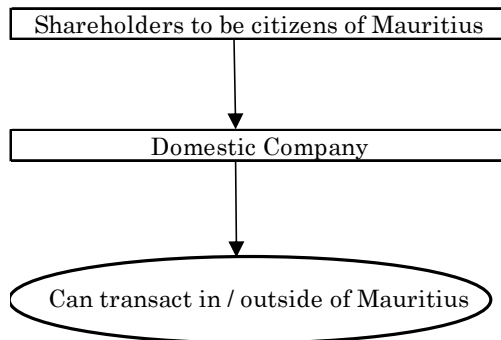 Shareholders to be citizens of Mauritius
Domestic Company
Can transact in / outside of Mauritius